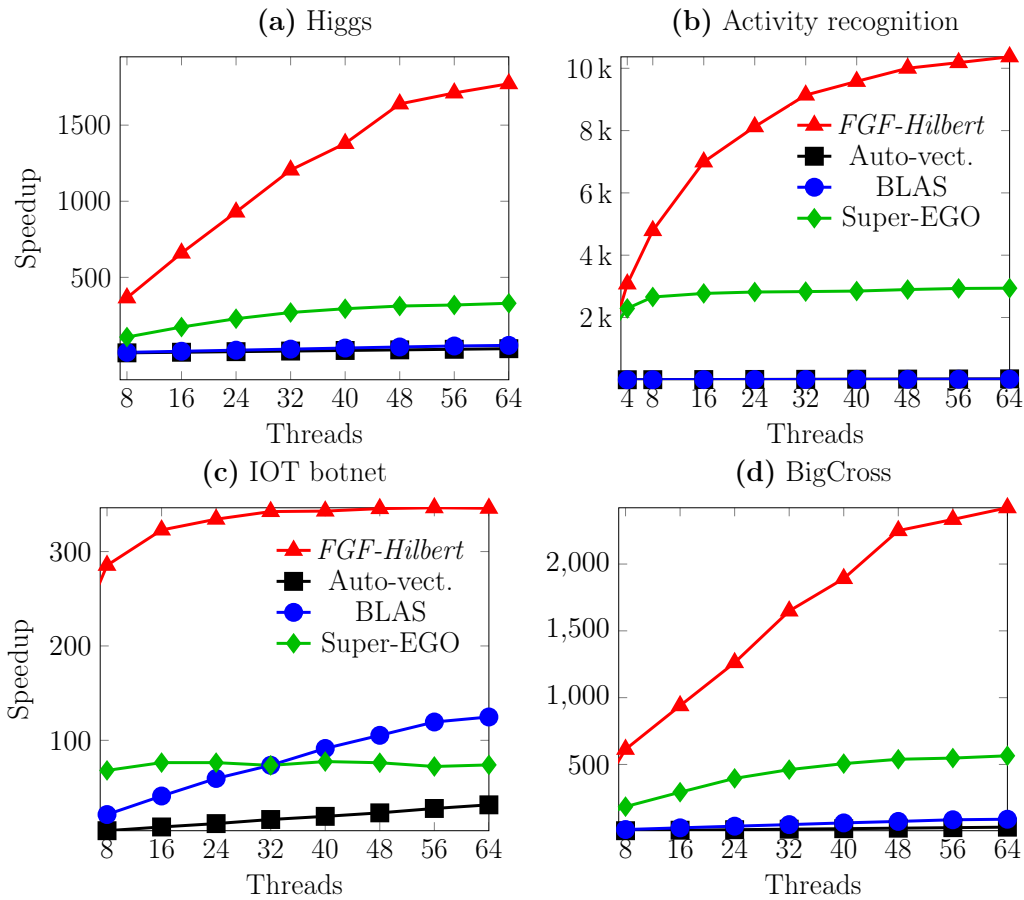 (a) Higgs
1500
1000
500
Speedup
8 16 24 32 40 48 56 64
Threads
(b) Activity recognition
10 k
8 k
6 k
4 k
2 k
FGF-Hilbert
Auto-vect.
BLAS
Super-EGO
4 8 16 24 32 40 48 56 64
Threads
(c) IOT botnet
300
200
100
Speedup
FGF-Hilbert
Auto-vect.
BLAS
Super-EGO
8 16 24 32 40 48 56 64
Threads
(d) BigCross
2,000
1,500
1,000
500
8 16 24 32 40 48 56 64
Threads